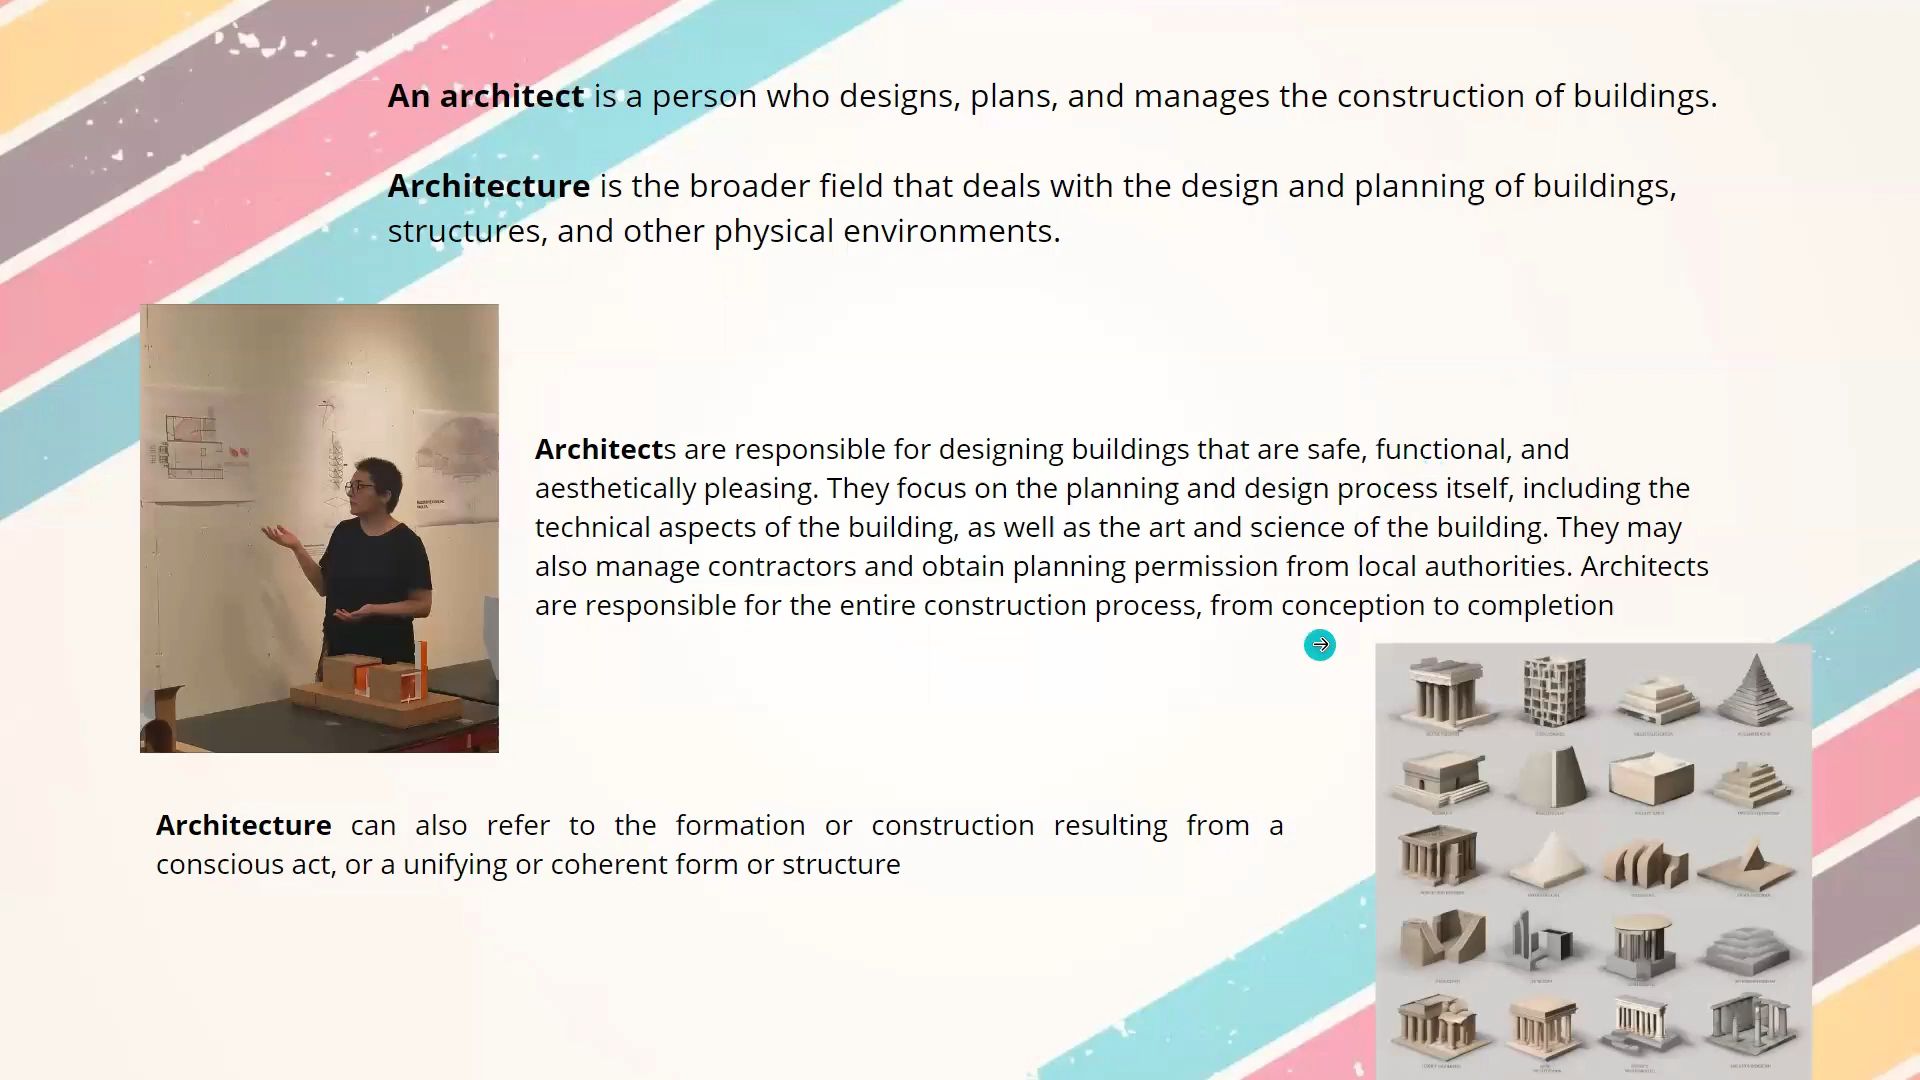 An architect is a person who designs, plans, and manages the construction of buildings.
Architecture is the broader field that deals with the design and planning of buildings,
structures, and other physical environments.
Architects are responsible for designing buildings that are safe, functional, and
aesthetically pleasing. They focus on the planning and design process itself, including the
technical aspects of the building, as well as the art and science of the building. They may
also manage contractors and obtain planning permission from local authorities. Architects
are responsible for the entire construction process, from conception to completion
Architecture can also refer to the formation or construction resulting from a
conscious act, or a unifying or coherent form or structure